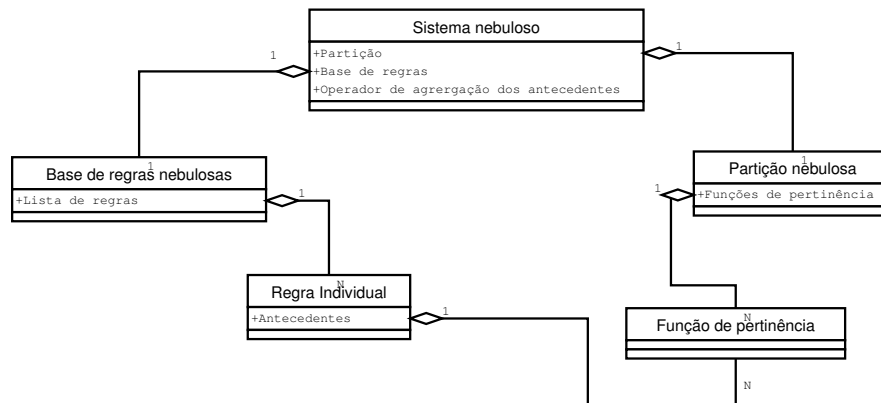 Sistema nebuloso
+Partição
+Base de regras
+Operador de agrergação dos antecedentes
1
1
Base de regras nebulosas
1
+Lista de regras
1
Partição nebulosa
1
+Funções de pertinência
1
Regra Individual
N
+Antecedentes
1
Função de pertinência
N
N